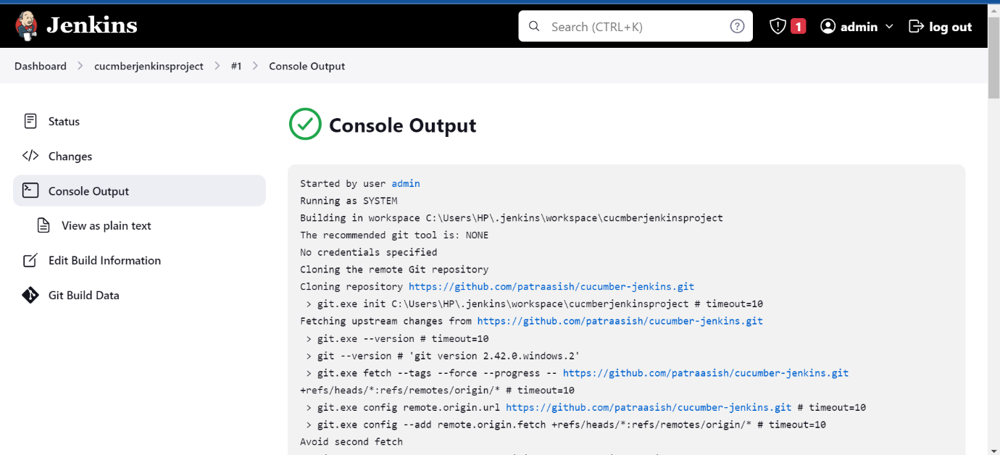 Jenkins
Search (CTRL+K)
1
admin
log out
Dashboard
cucmberjenkinsproject
#1
Console Output
Status
Changes
Console Output
View as plain text
Edit Build Information
Git Build Data
Console Output
Started by user admin
Running as SYSTEM
Building in workspace C:\Users\HP\.jenkins\workspace\cucmberjenkinsproject
The recommended git tool is: NONE
No credentials specified
Cloning the remote Git repository
Cloning repository https://github.com/patraasish/cucumber-jenkins.git
> git.exe init C:\Users\HP\.jenkins\workspace\cucmberjenkinsproject # timeout=10
Fetching upstream changes from https://github.com/patraasish/cucumber-jenkins.git
> git.exe --version # timeout=10
> git --version # 'git version 2.42.0.windows.2'
> git.exe fetch --tags --force --progress -- https://github.com/patraasish/cucumber-jenkins.git
+refs/heads/*:refs/remotes/origin/* # timeout=10
> git.exe config remote.origin.url https://github.com/patraasish/cucumber-jenkins.git # timeout=10
> git.exe config --add remote.origin.fetch +refs/heads/*:refs/remotes/origin/* # timeout=10
Avoid second fetch